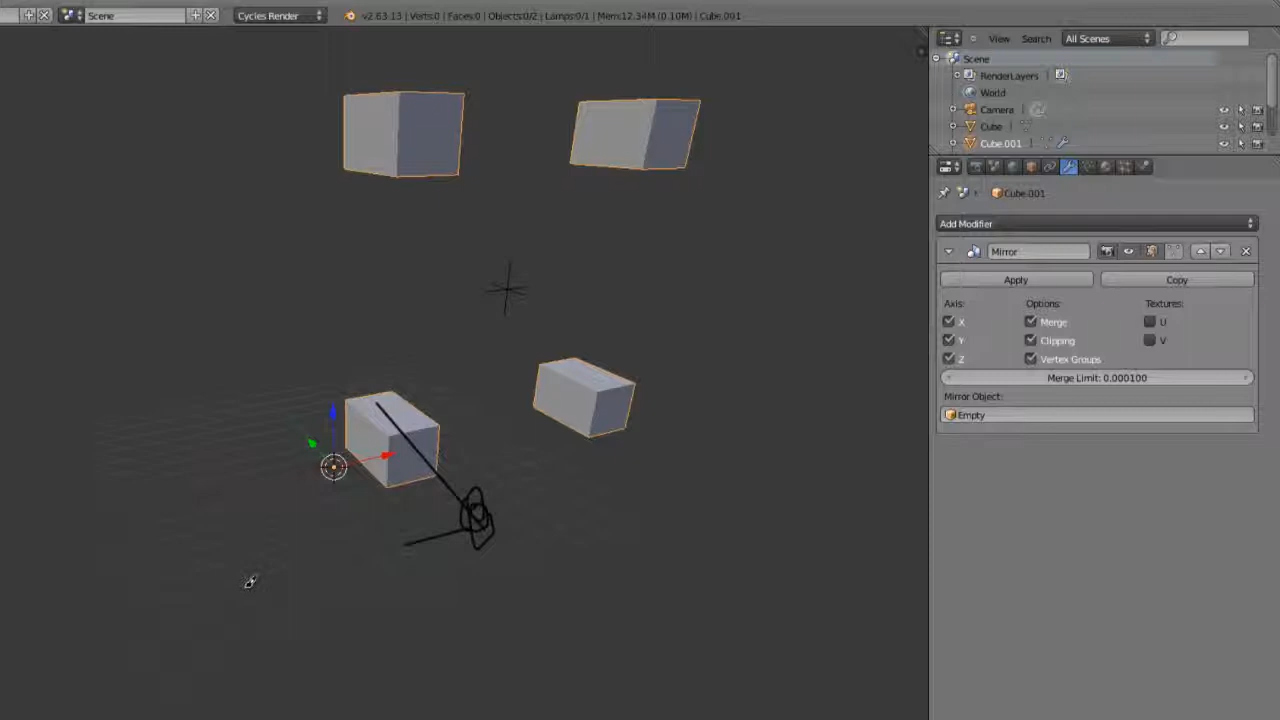 Scene Cycles Render v2.63.13 | Verts:0 | Faces:0 | Objects:0/2 | Lamps:0/1 | Mem:12.34M (0.10M) | Cube.001
View Search All Scenes
Scene
RenderLayers
World
Camera
Cube
Cube.001
Cube.001
Add Modifier
Mirror
Apply Copy
Axis: Options: Textures:
X Merge U
Y Clipping V
Z Vertex Groups
Merge Limit: 0.000100
Mirror Object:
Empty